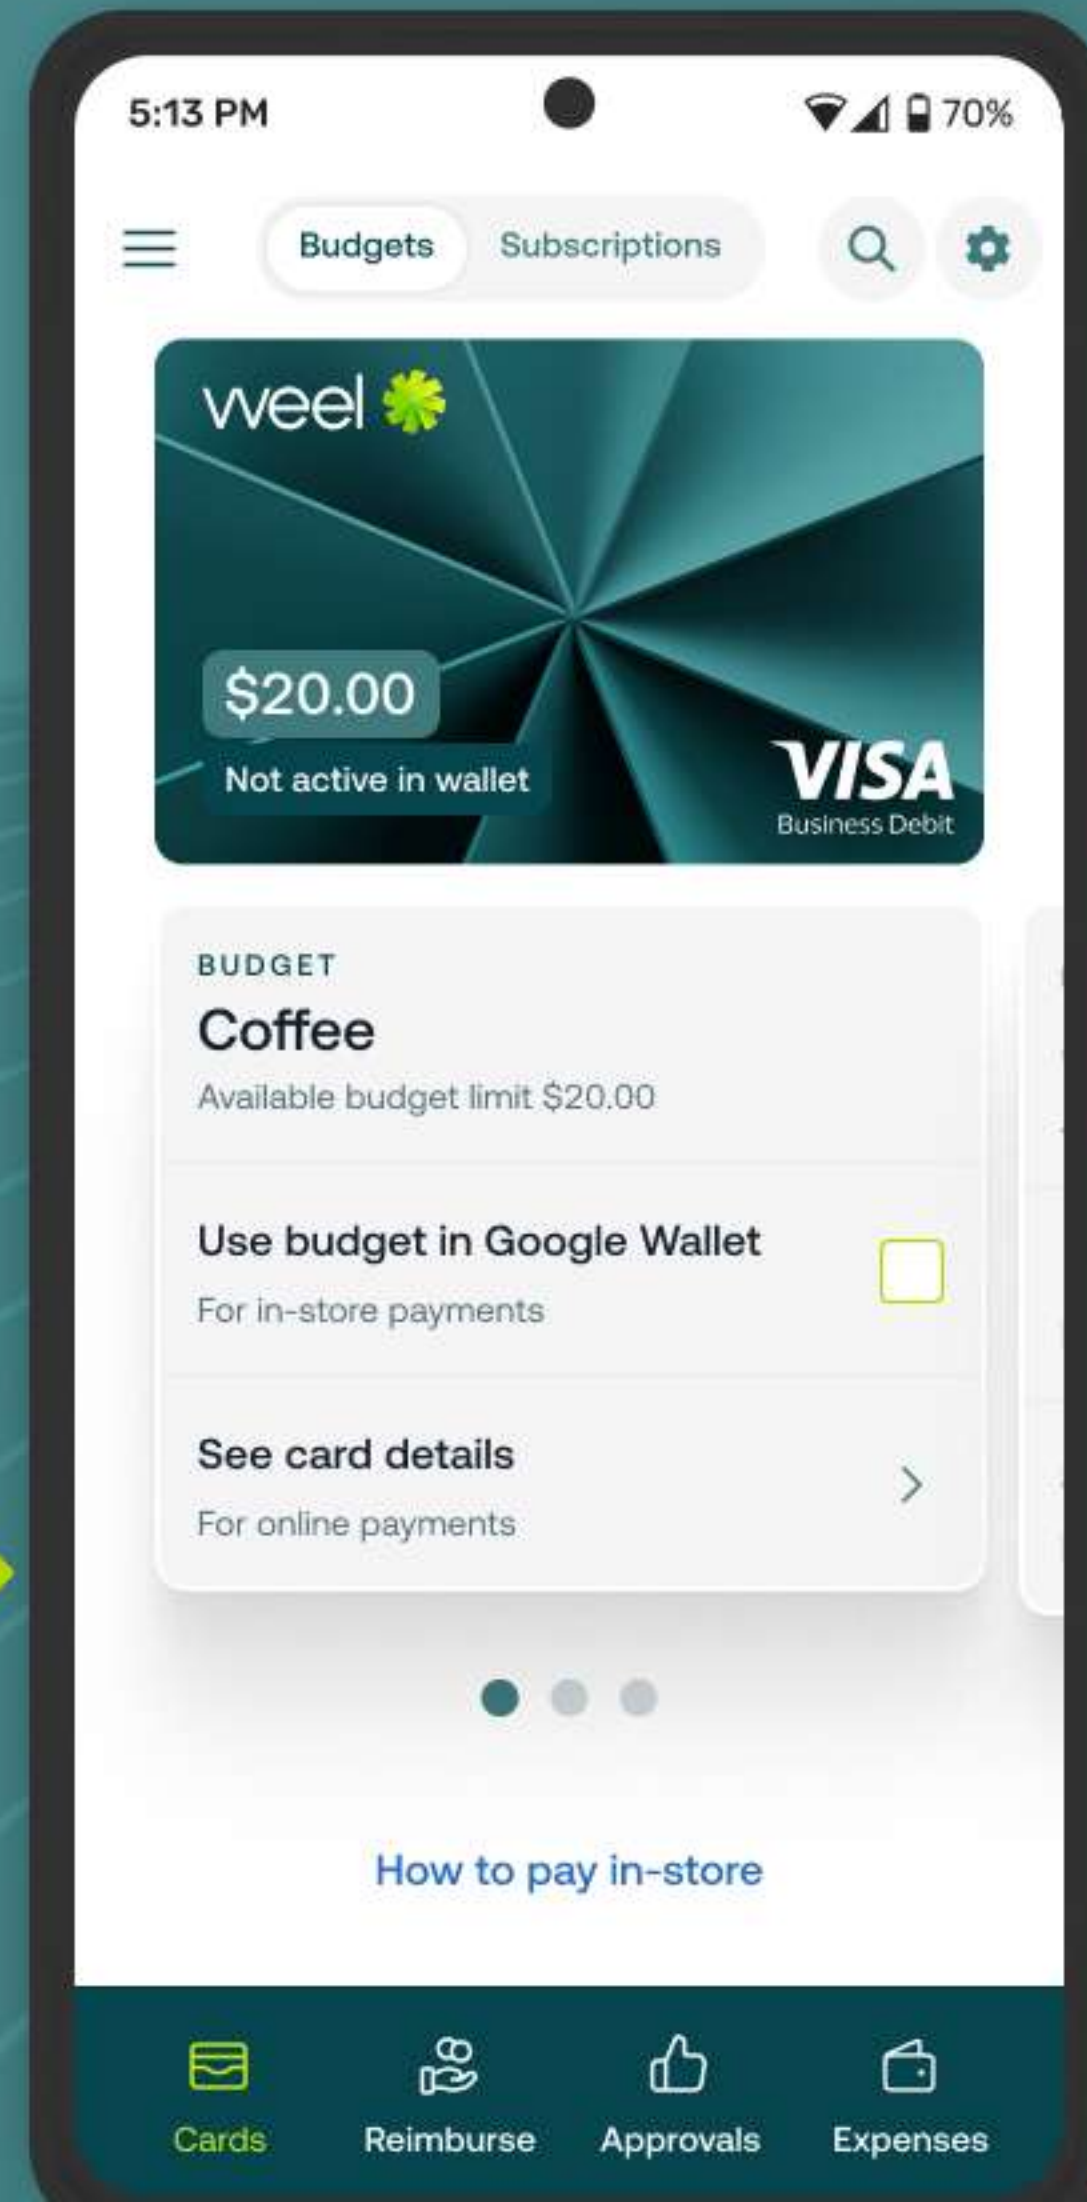 5:13 PM 70%
Budgets Subscriptions
weel
$20.00
Not active in wallet
VISA
Business Debit
BUDGET
Coffee
Available budget limit $20.00
Use budget in Google Wallet
For in-store payments
See card details
For online payments
How to pay in-store
Cards Reimburse Approvals Expenses